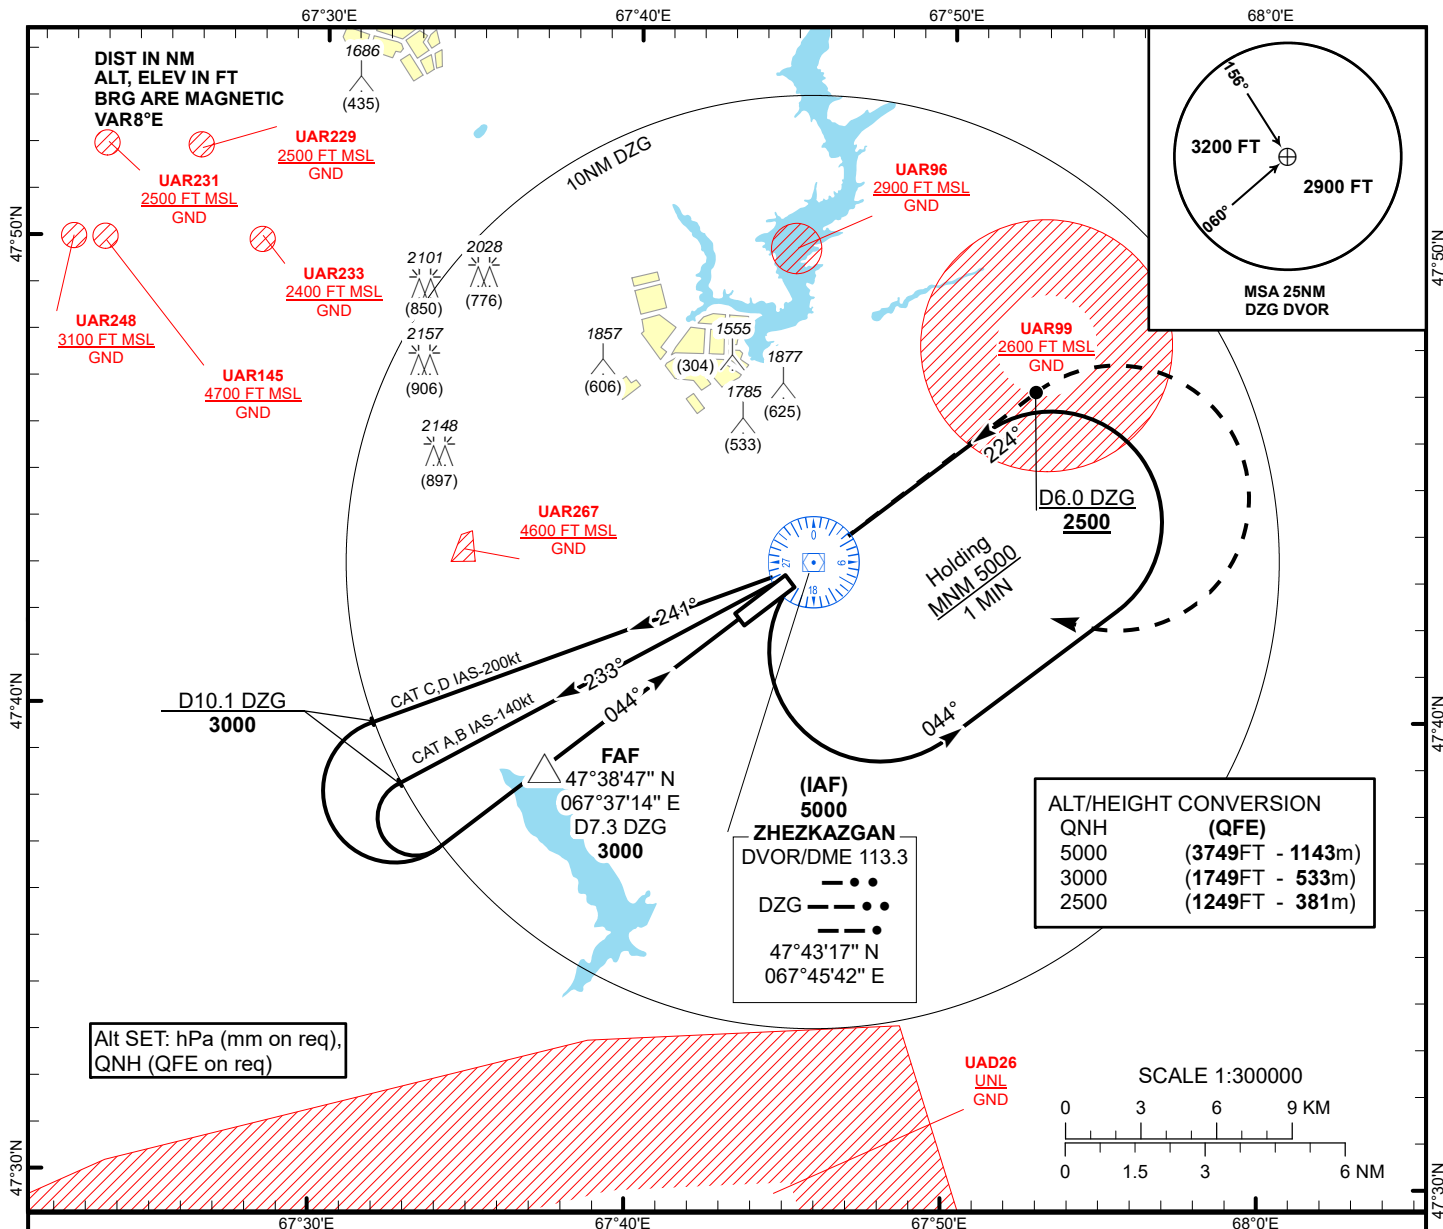 67°30'E
67°40'E
67°50'E
68°0'E
DIST IN NM
ALT, ELEV IN FT
BRG ARE MAGNETIC
VAR8°E
1686
(435)
UAR229
2500 FT MSL
GND
UAR231
2500 FT MSL
GND
10NM DZG
UAR96
2900 FT MSL
GND
156°
3200 FT
2900 FT
060°
MSA 25NM
DZG DVOR
47°50'N
47°50'N
UAR233
2400 FT MSL
GND
UAR248
3100 FT MSL
GND
UAR145
4700 FT MSL
GND
2101
(850)
2028
(776)
2157
(906)
2148
(897)
1857
(606)
1555
(304)
1877
(625)
1785
(533)
UAR99
2600 FT MSL
GND
224°
D6.0 DZG
2500
UAR267
4600 FT MSL
GND
0
9
18
27
Holding
MNM 5000
1 MIN
241°
CAT C,D IAS-200kt
233°
CAT A,B IAS-140kt
044°
044°
D10.1 DZG
3000
47°40'N
47°40'N
FAF
47°38'47" N
067°37'14" E
D7.3 DZG
3000
(IAF)
5000
ZHEZKAZGAN
DVOR/DME 113.3
DZG
47°43'17" N
067°45'42" E
ALT/HEIGHT CONVERSION
QNH (QFE)
5000 (3749FT - 1143m)
3000 (1749FT - 533m)
2500 (1249FT - 381m)
Alt SET: hPa (mm on req),
QNH (QFE on req)
UAD26
UNL
GND
SCALE 1:300000
0 3 6 9 KM
0 1.5 3 6 NM
47°30'N
47°30'N
67°30'E
67°40'E
67°50'E
68°0'E